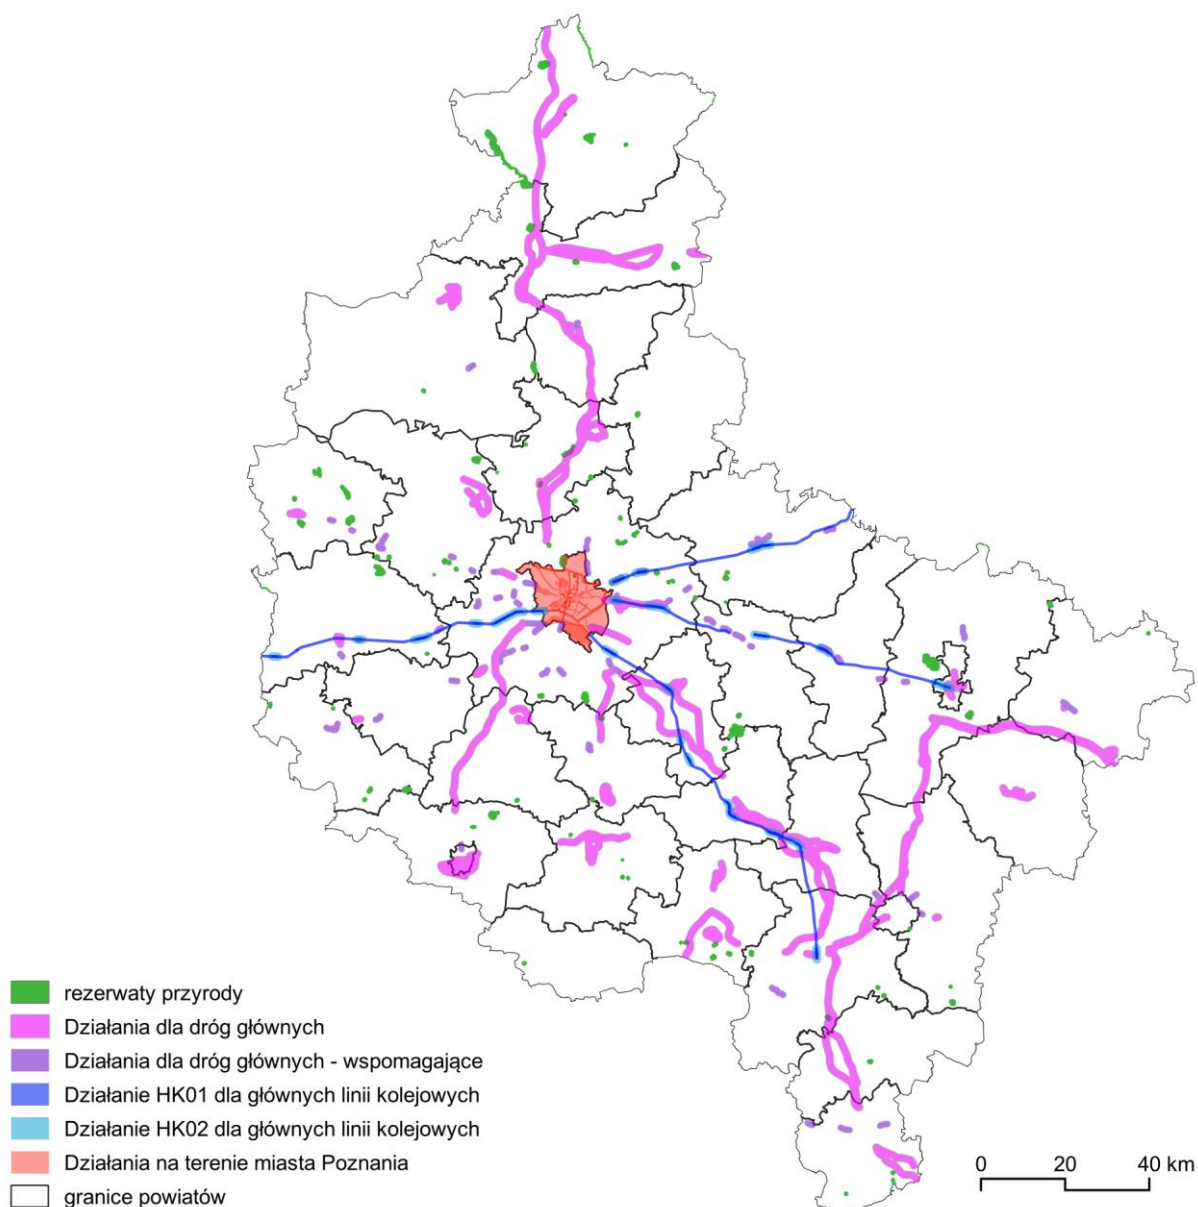 rezerwaty przyrody
Działania dla dróg głównych
Działania dla dróg głównych - wspomagające
Działanie HK01 dla głównych linii kolejowych
Działanie HK02 dla głównych linii kolejowych
Działania na terenie miasta Poznania
granice powiatów
0 20 40 km